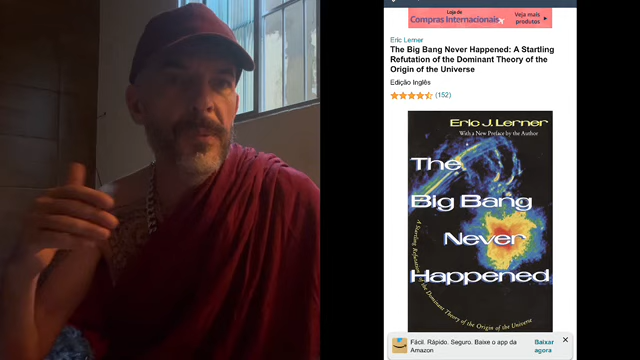 Loja de
Compras Internacionais
Veja mais
produtos
Eric Lerner
The Big Bang Never Happened: A Startling
Refutation of the Dominant Theory of the
Origin of the Universe
Edição Inglês
(152)
Eric J. Lerner
With a New Preface by the Author
The
Big Bang
Never
Happened
A Startling Refutation of the Dominant Theory of the Origin of the Universe
Fácil. Rápido. Seguro. Baixe o app da
Amazon
Baixar
agora